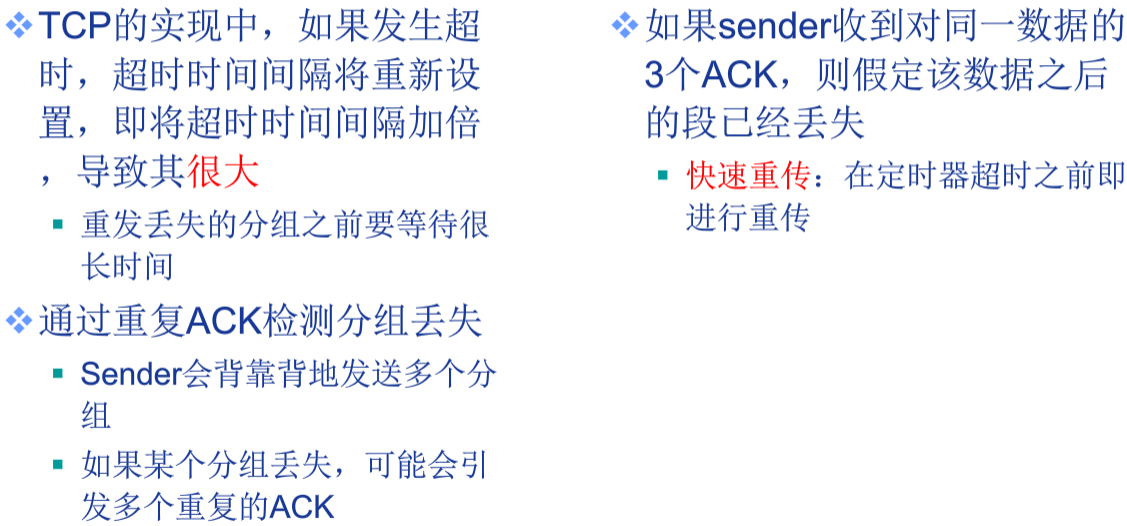 TCP的实现中，如果发生超
时，超时时间间隔将重新设
置，即将超时时间间隔加倍
，导致其很大
重发丢失的分组之前要等待很
长时间
通过重复ACK检测分组丢失
Sender会背靠背地发送多个分
组
如果某个分组丢失，可能会引
发多个重复的ACK
如果sender收到对同一数据的
3个ACK，则假定该数据之后
的段已经丢失
快速重传：在定时器超时之前即
进行重传